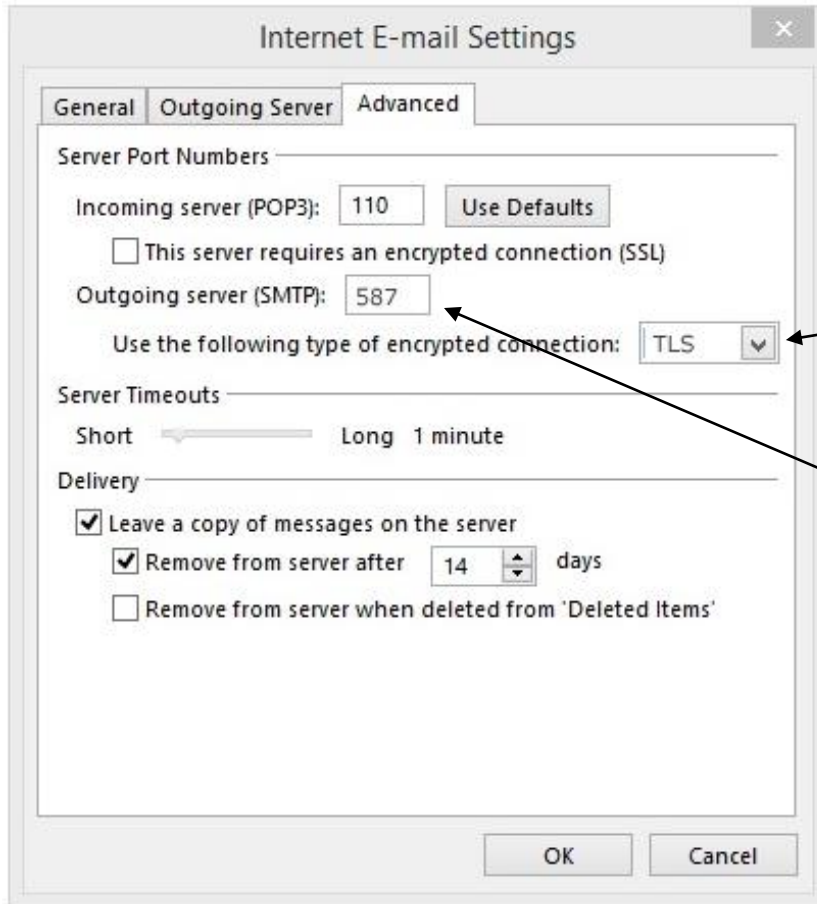 Internet E-mail Settings
General Outgoing Server Advanced
Server Port Numbers
Incoming server (POP3): 110 Use Defaults
This server requires an encrypted connection (SSL)
Outgoing server (SMTP): 587
Use the following type of encrypted connection: TLS
Server Timeouts
Short Long 1 minute
Delivery
Leave a copy of messages on the server
Remove from server after 14 days
Remove from server when deleted from 'Deleted Items'
OK Cancel